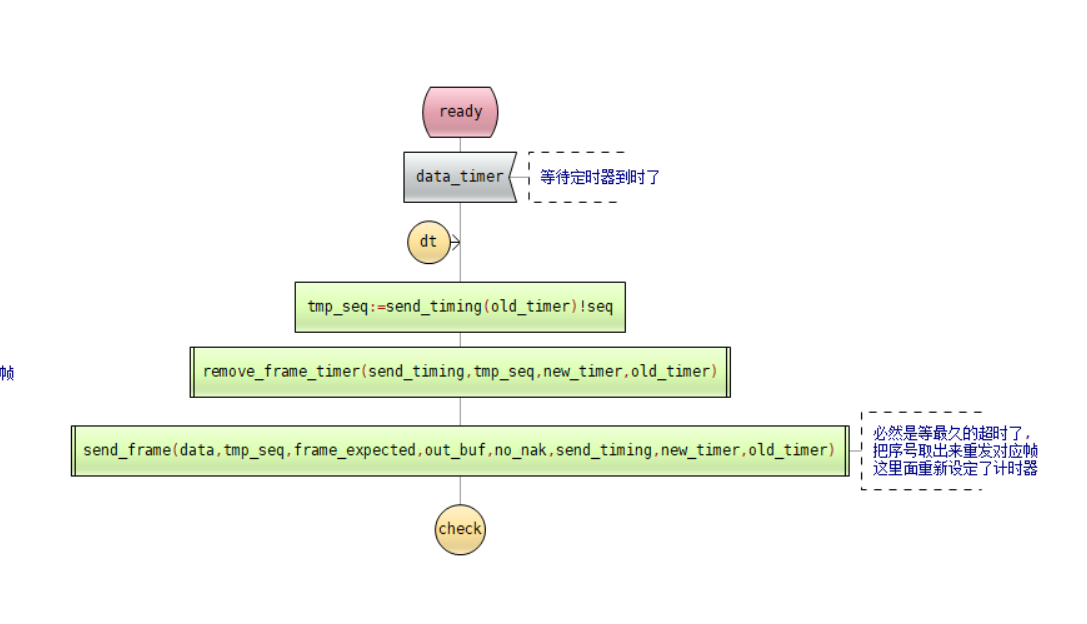 ready
data_timer
等待定时器到时了
dt
tmp_seq:=send_timing(old_timer)!seq
remove_frame_timer(send_timing,tmp_seq,new_timer,old_timer)
帧
send_frame(data,tmp_seq,frame_expected,out_buf,no_nak,send_timing,new_timer,old_timer)
必然是等最久的超时了,
把序号取出来重发对应帧
这里面重新设定了计时器
check